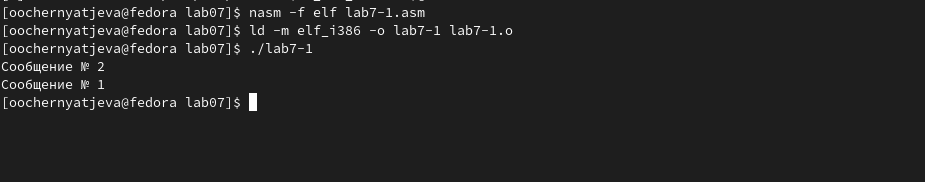 [oochernyatjeva@fedora lab07]$ nasm -f elf lab7-1.asm
[oochernyatjeva@fedora lab07]$ ld -m elf_i386 -o lab7-1 lab7-1.o
[oochernyatjeva@fedora lab07]$ ./lab7-1
Сообщение № 2
Сообщение № 1
[oochernyatjeva@fedora lab07]$